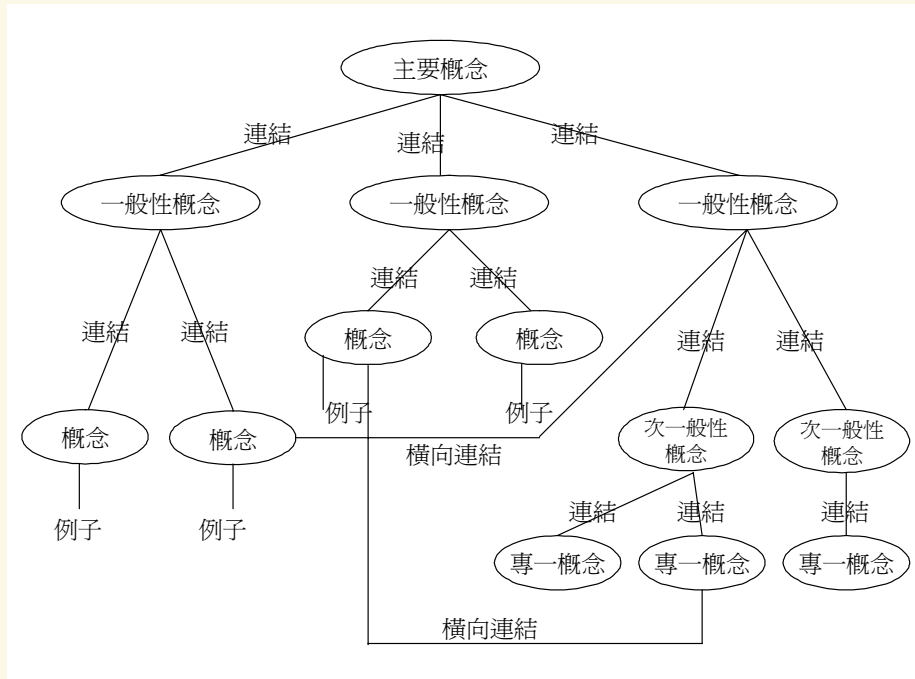 主要概念
連結
連結
連結
一般性概念
一般性概念
一般性概念
連結
連結
連結
連結
連結
連結
概念
概念
例子
例子
概念
概念
次一般性
概念
次一般性
概念
橫向連結
例子
例子
連結
連結
連結
專一概念
專一概念
專一概念
橫向連結